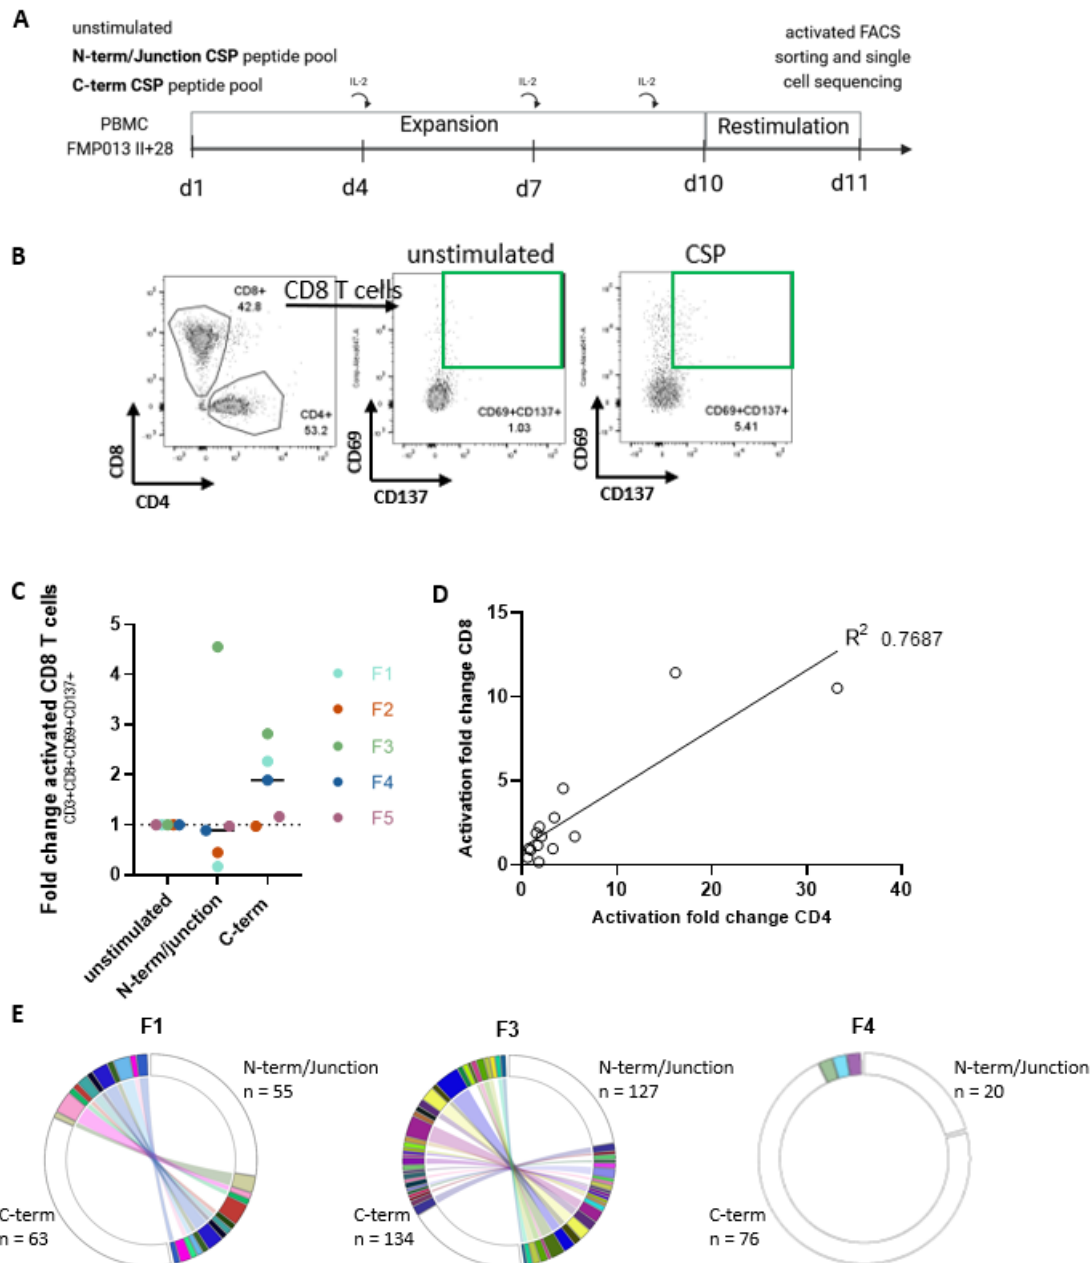 A
unstimulated
N-term/Junction CSP peptide pool
C-term CSP peptide pool
activated FACS
sorting and single
cell sequencing
IL-2
IL-2
IL-2
PBMC
FMP013 II+28
Expansion
Restimulation
d1
d4
d7
d10
d11
B
unstimulated
CSP
CD8+
42.8
CD8 T cells
CD4+
53.2
CD69+CD137+
1.03
CD69+CD137+
5.41
CD8
CD4
CD69
CD137
CD69
CD137
C
Fold change activated CD8 T cells
CD3+CD8+CD69+CD137+
5
4
3
2
1
0
unstimulated
N-term/junction
C-term
F1
F2
F3
F4
F5
D
Activation fold change CD8
15
10
5
0
R2 0.7687
0
10
20
30
40
Activation fold change CD4
E
F1
N-term/Junction
n = 55
C-term
n = 63
F3
N-term/Junction
n = 127
C-term
n = 134
F4
N-term/Junction
n = 20
C-term
n = 76